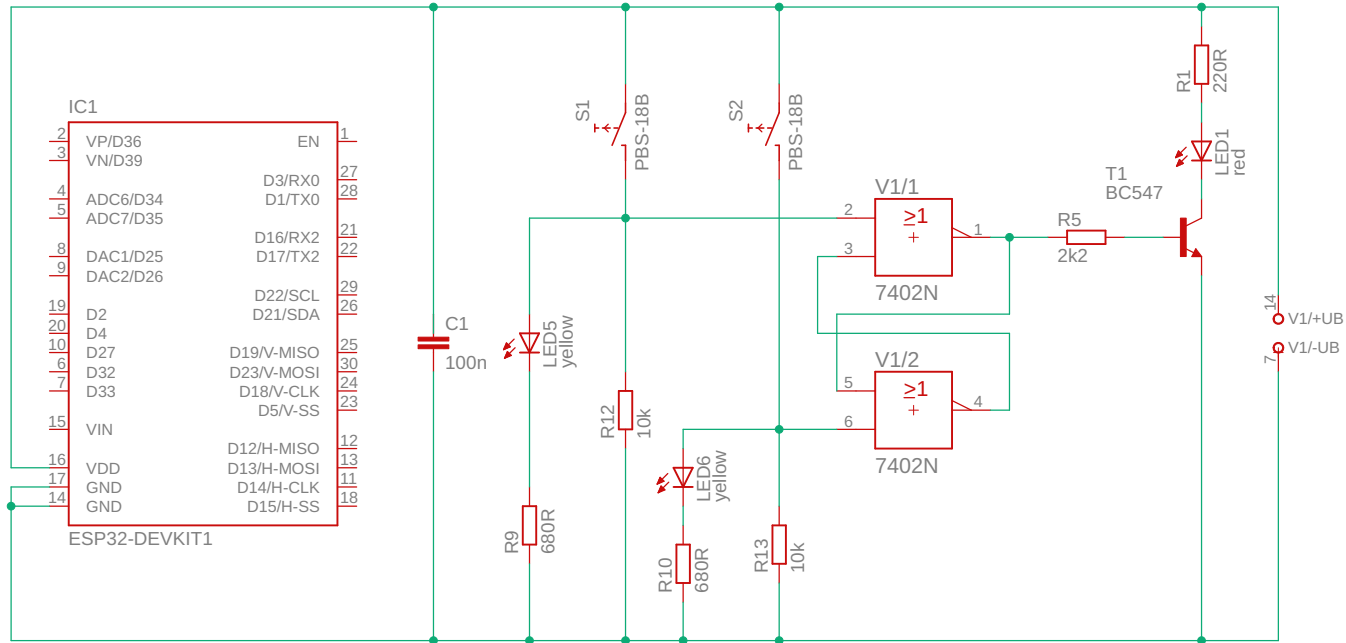 IC1
2 VP/D36 EN 1
3 VN/D39
D3/RX0 27
4 ADC6/D34 D1/TX0 28
5 ADC7/D35
D16/RX2 21
8 DAC1/D25 D17/TX2 22
9 DAC2/D26
D22/SCL 29
19 D2 D21/SDA 26
20 D4
10 D27 D19/V-MISO 25
6 D32 D23/V-MOSI 30
7 D33 D18/V-CLK 24
D5/V-SS 23
15 VIN
D12/H-MISO 12
16 VDD D13/H-MOSI 13
17 GND D14/H-CLK 11
14 GND D15/H-SS 18
ESP32-DEVKIT1
C1
100n
S1
PBS-18B
S2
PBS-18B
LED5
yellow
R9
680R
R12
10k
LED6
yellow
R10
680R
R13
10k
V1/1
≥1
+
2
3
1
7402N
V1/2
≥1
+
5
6
4
7402N
R5
2k2
T1
BC547
R1
220R
LED1
red
14
V1/+UB
V1/-UB
7